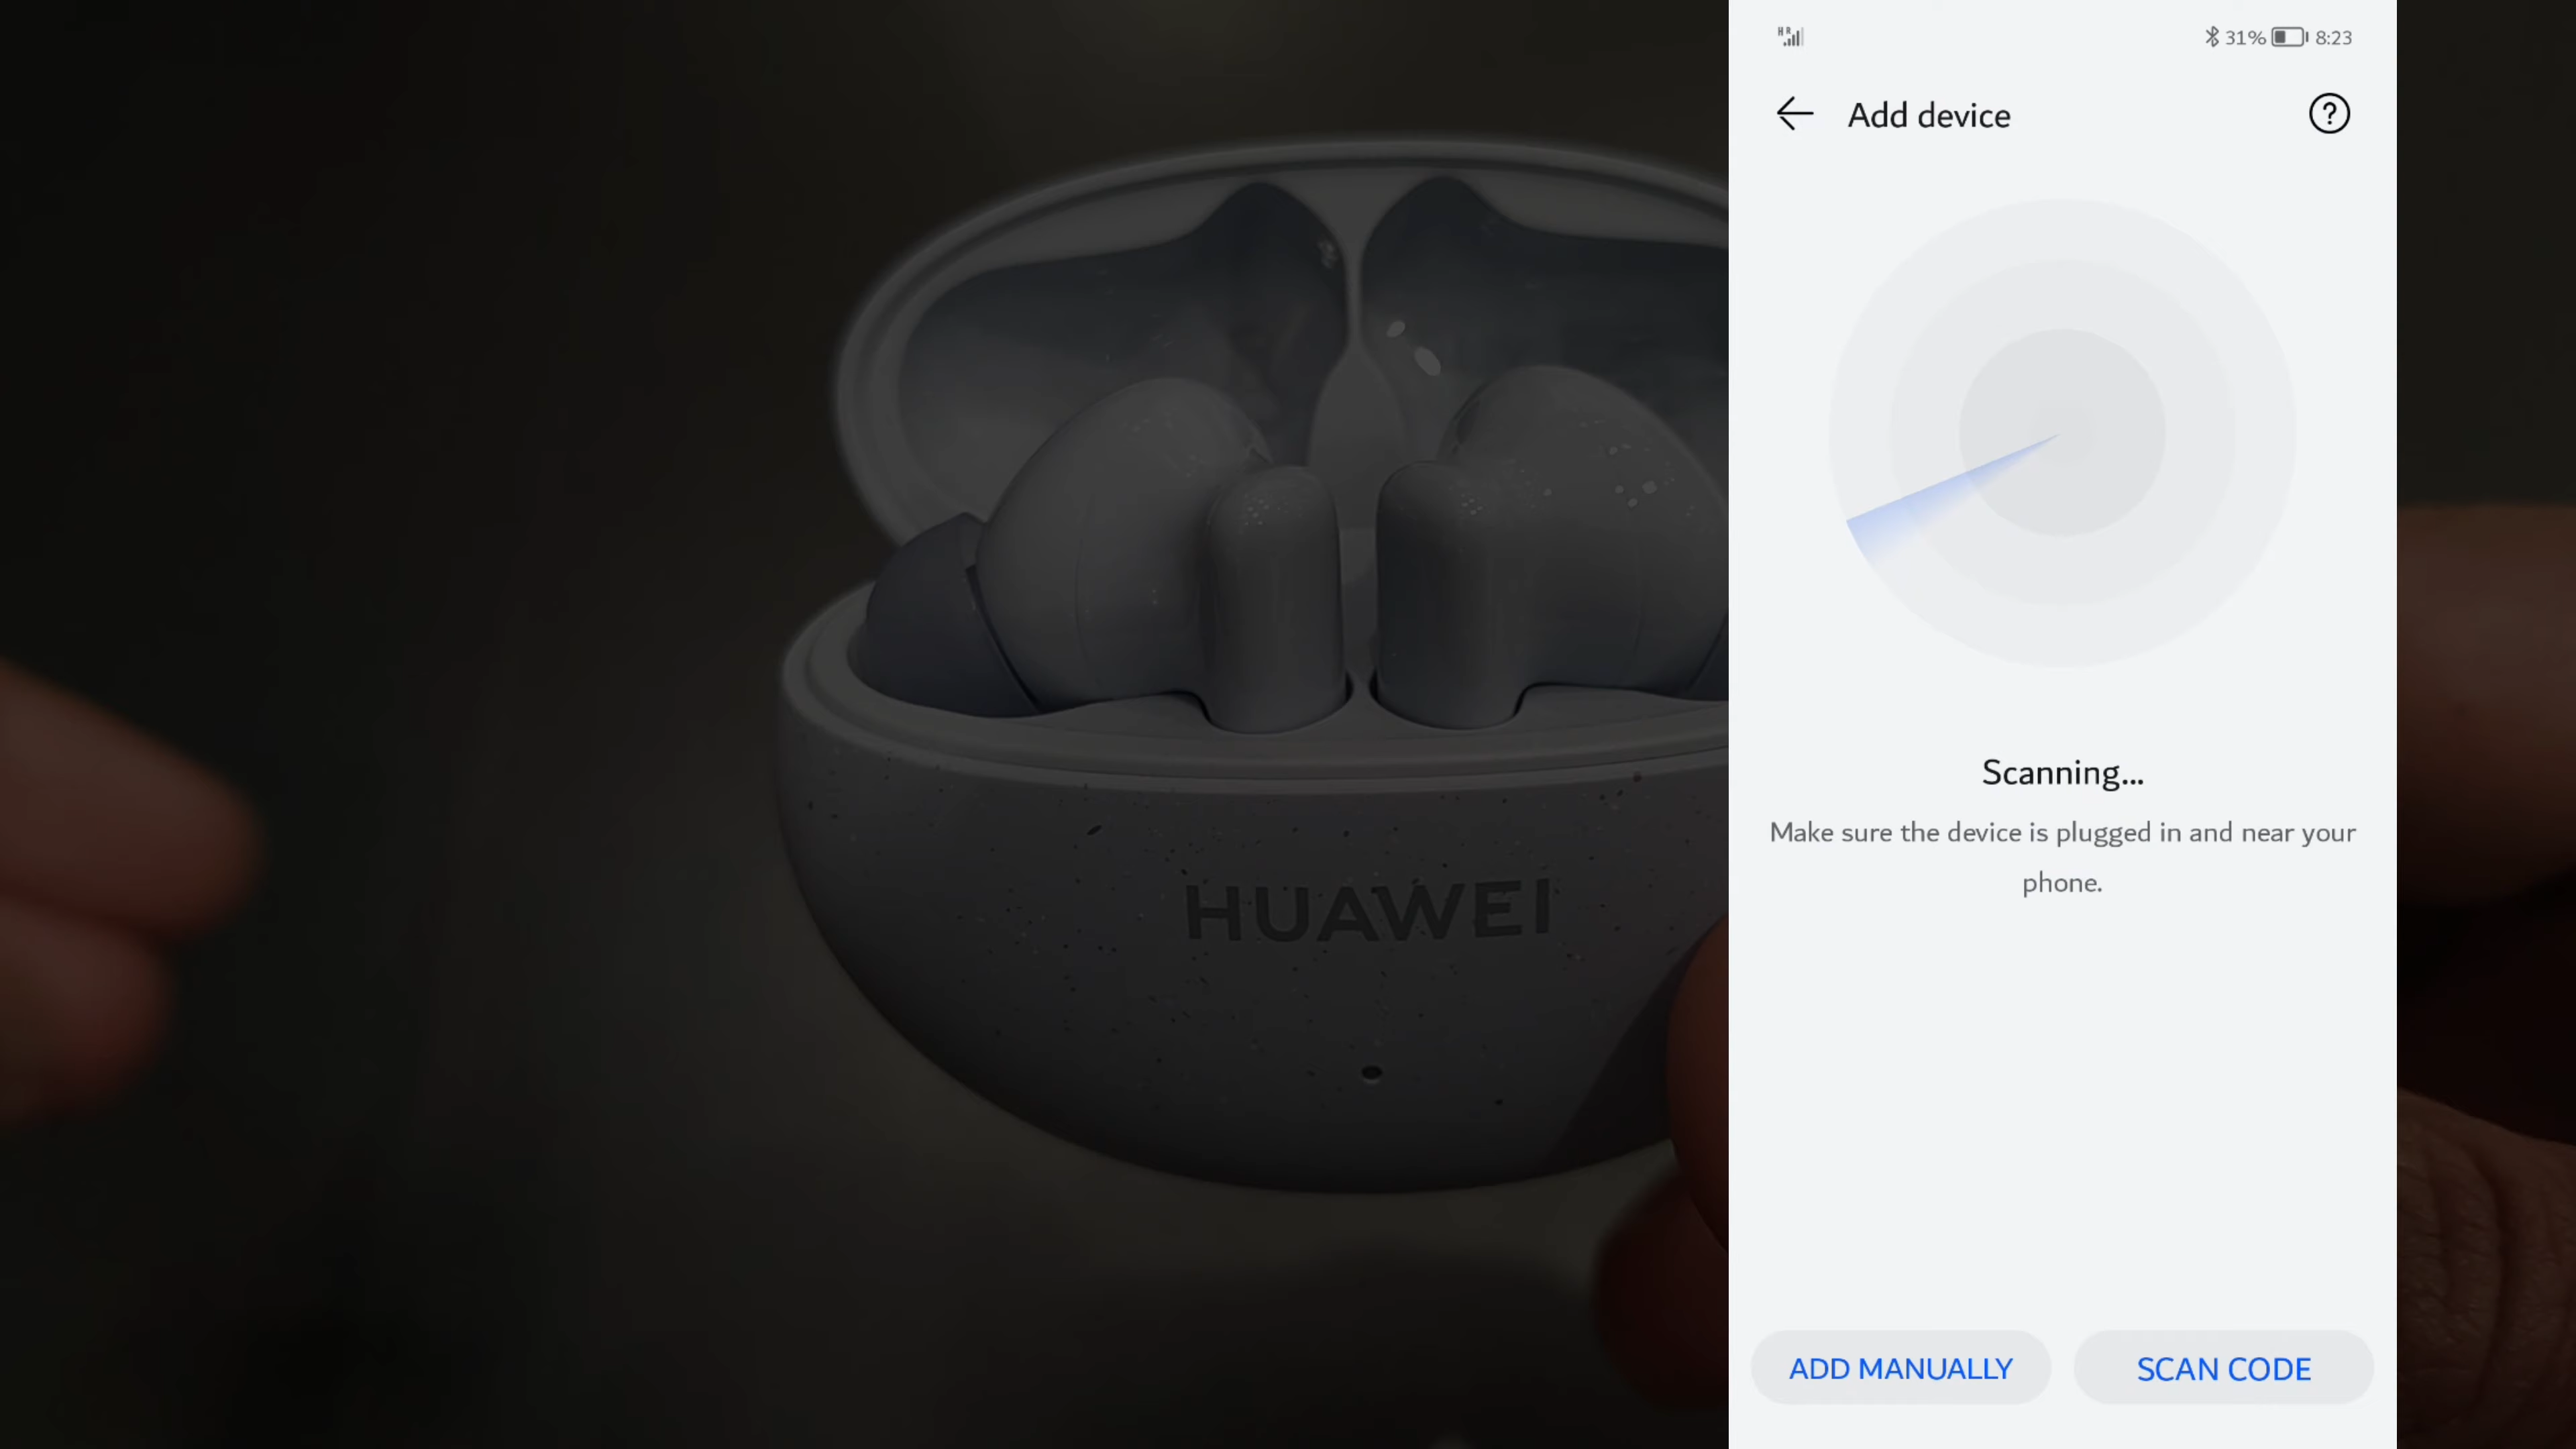 HUAWEI
31% 8:23
Add device
Scanning...
Make sure the device is plugged in and near your
phone.
ADD MANUALLY
SCAN CODE